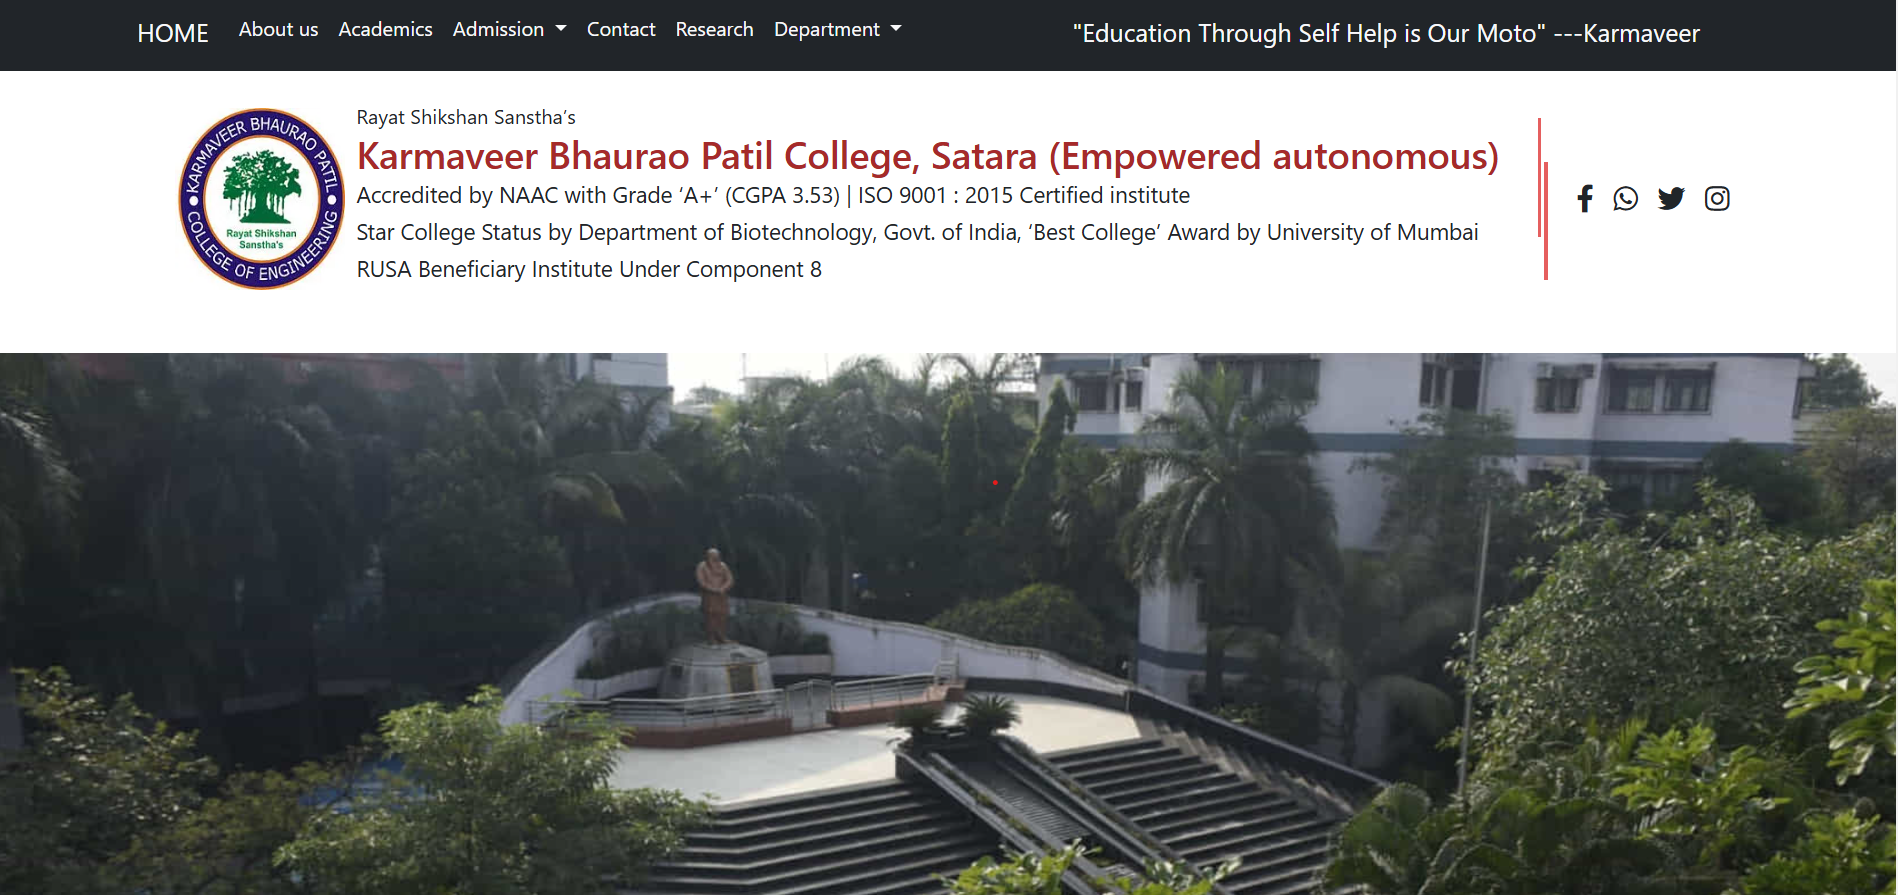 HOME About us Academics Admission Contact Research Department "Education Through Self Help is Our Moto" ---Karmaveer
KARMAVEER BHAURAO PATIL
Rayat Shikshan
Sanstha's
COLLEGE OF ENGINEERING
Rayat Shikshan Sanstha’s
Karmaveer Bhaurao Patil College, Satara (Empowered autonomous)
Accredited by NAAC with Grade ‘A+’ (CGPA 3.53) | ISO 9001 : 2015 Certified institute
Star College Status by Department of Biotechnology, Govt. of India, ‘Best College’ Award by University of Mumbai
RUSA Beneficiary Institute Under Component 8